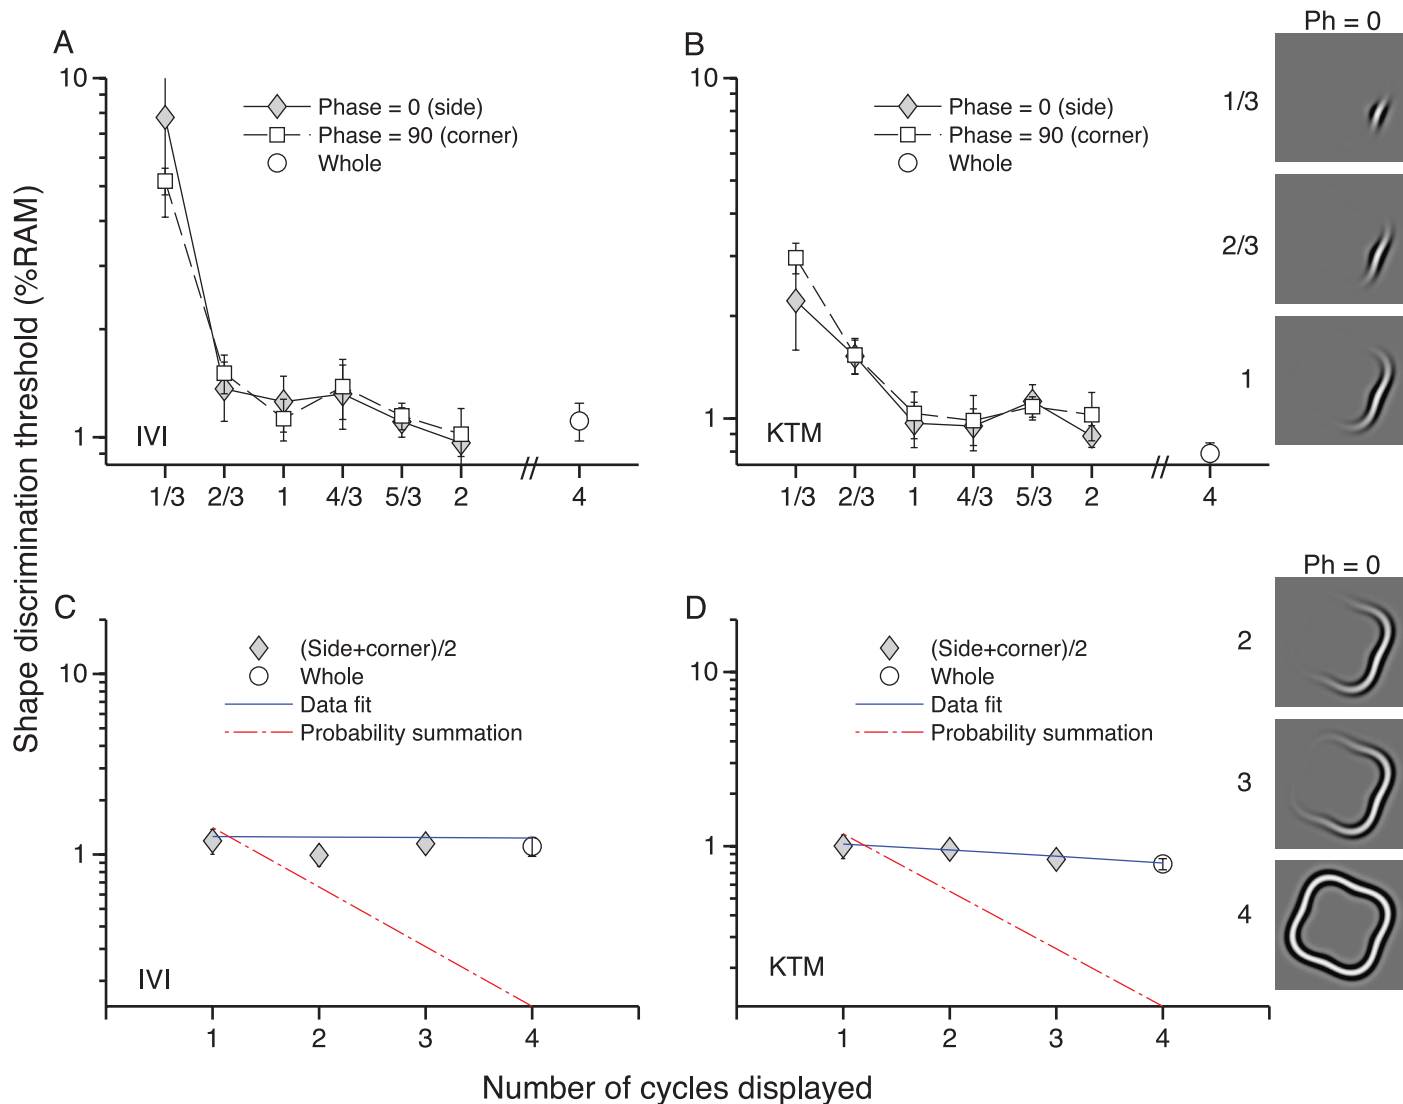 Shape discrimination threshold (%RAM)
A
10
1
Phase = 0 (side)
Phase = 90 (corner)
Whole
IVI
1/3 2/3 1 4/3 5/3 2 4
B
10
1
Phase = 0 (side)
Phase = 90 (corner)
Whole
KTM
1/3 2/3 1 4/3 5/3 2 4
Ph = 0
1/3
2/3
1
C
10
1
(Side+corner)/2
Whole
Data fit
Probability summation
IVI
1 2 3 4
D
10
1
(Side+corner)/2
Whole
Data fit
Probability summation
KTM
1 2 3 4
Ph = 0
2
3
4
Number of cycles displayed